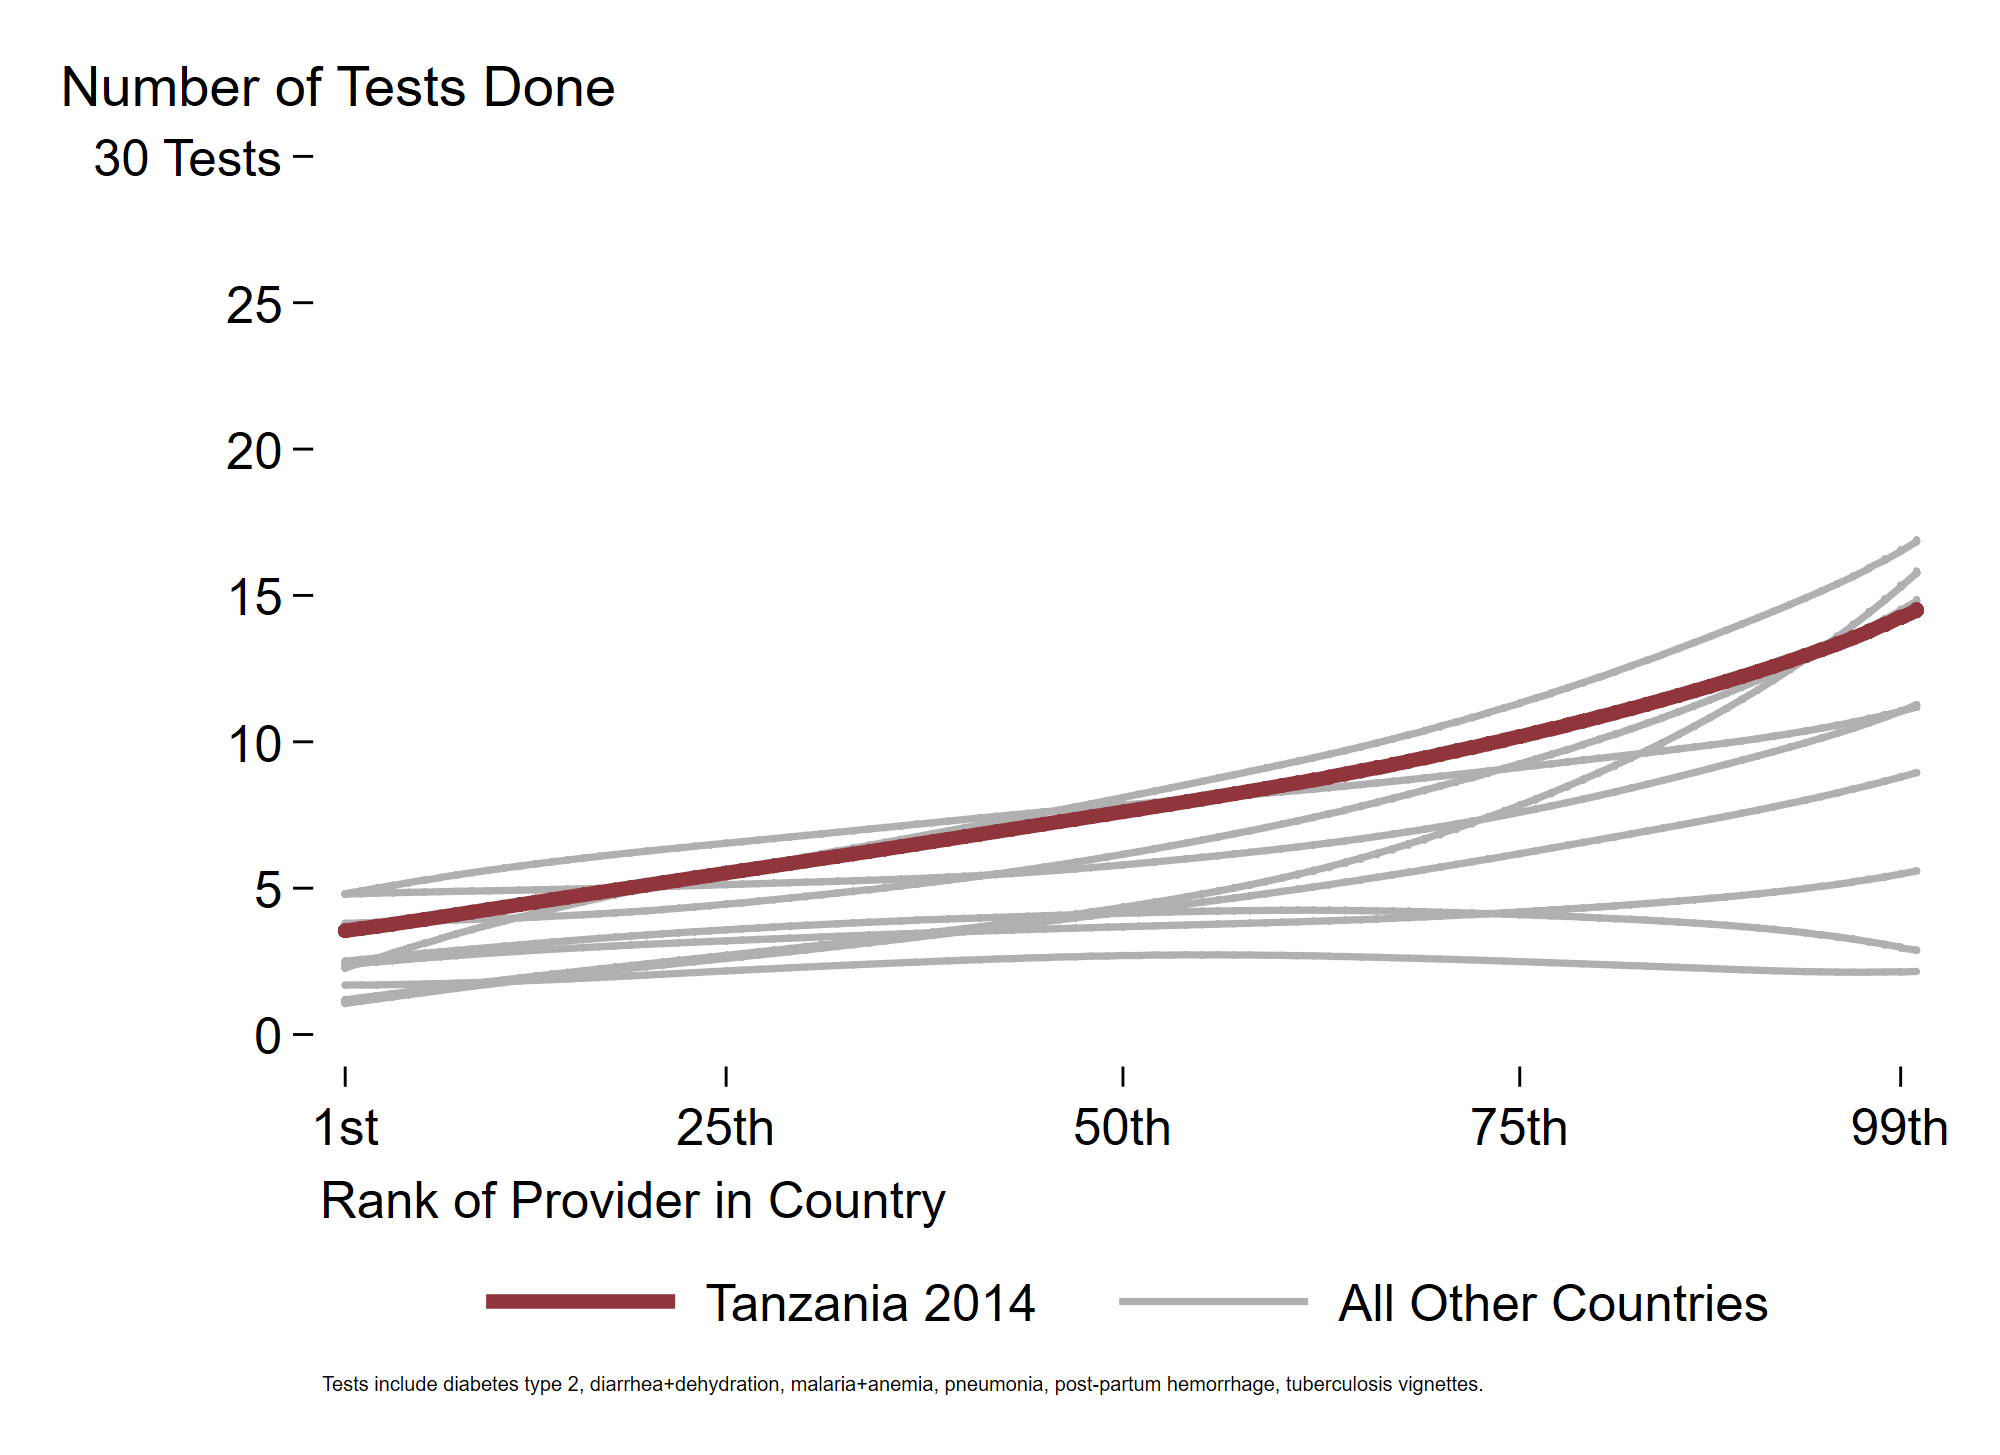 Number of Tests Done
30 Tests
25
20
15
10
5
0
1st 25th 50th 75th 99th
Rank of Provider in Country
Tanzania 2014 All Other Countries
Tests include diabetes type 2, diarrhea+dehydration, malaria+anemia, pneumonia, post-partum hemorrhage, tuberculosis vignettes.